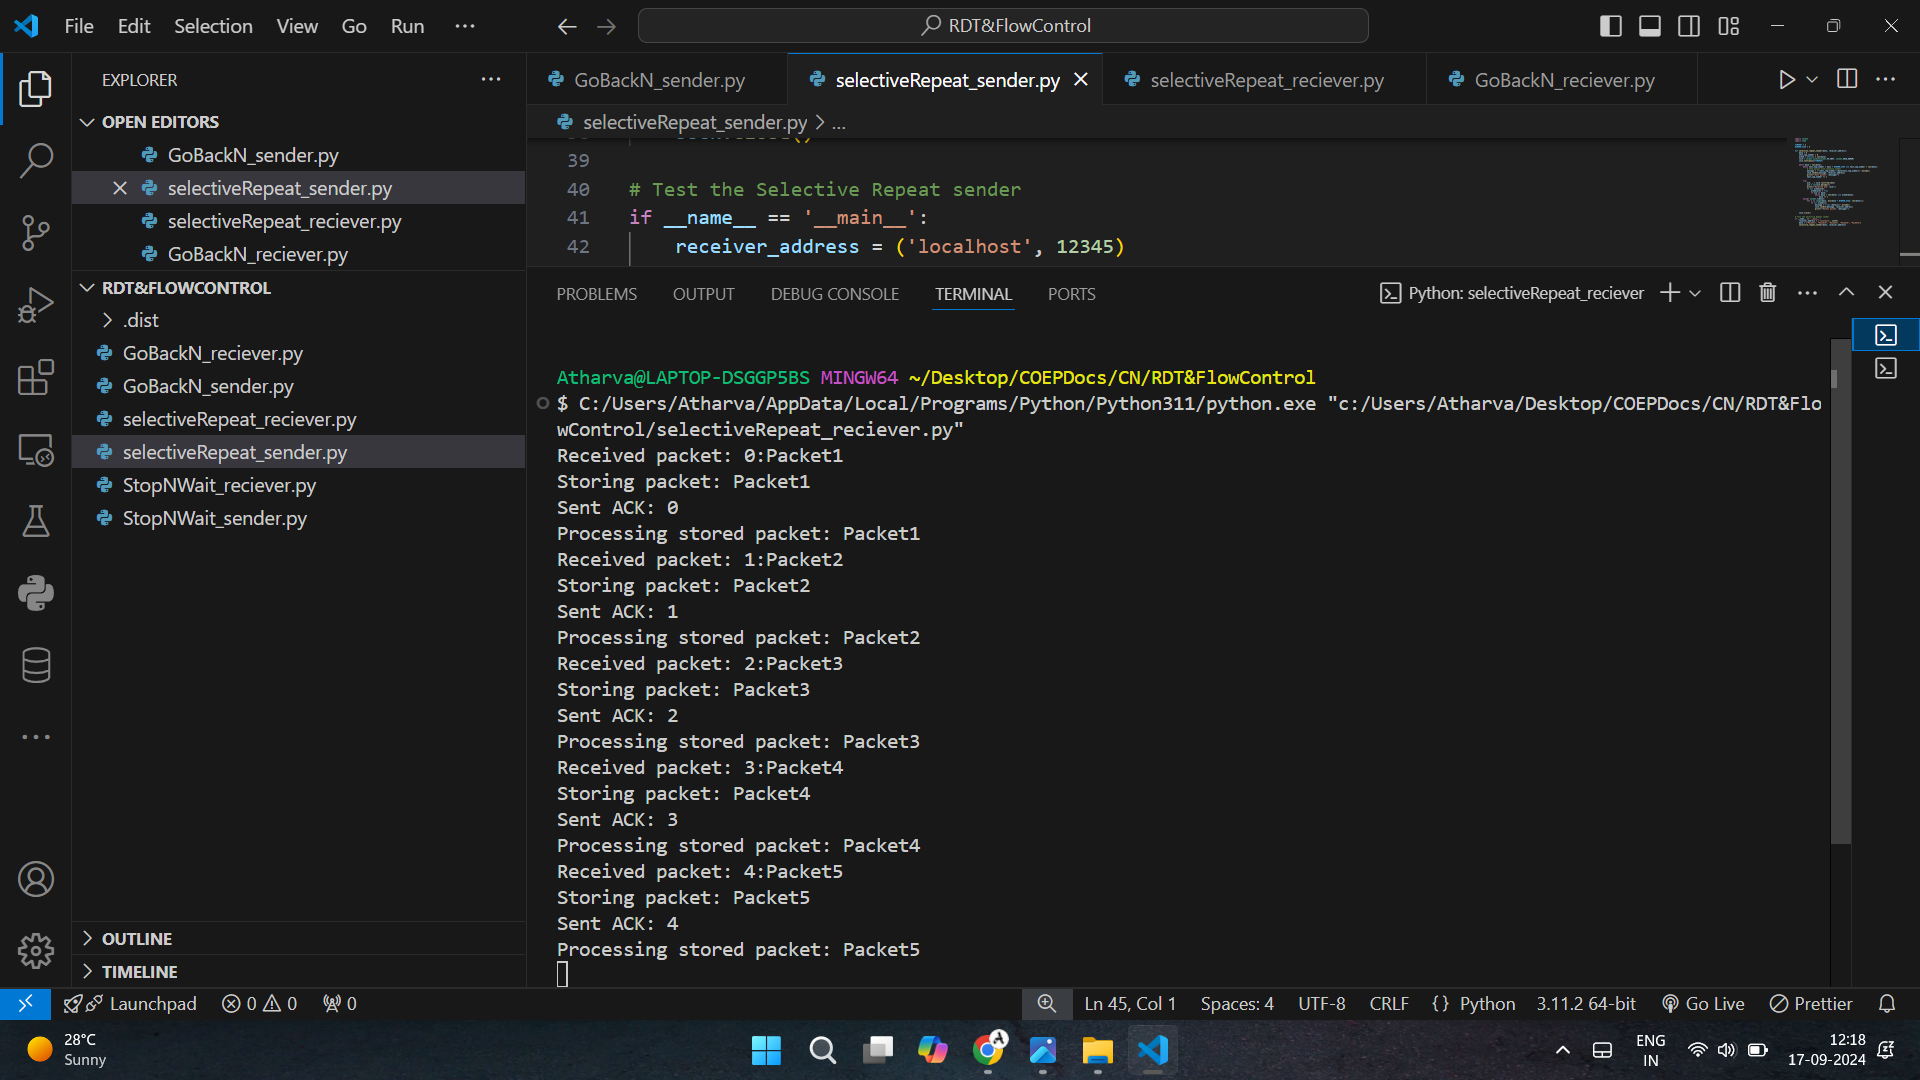 File Edit Selection View Go Run ...
RDT&FlowControl
EXPLORER
OPEN EDITORS
GoBackN_sender.py
selectiveRepeat_sender.py
selectiveRepeat_reciever.py
GoBackN_reciever.py
RDT&FLOWCONTROL
.dist
GoBackN_reciever.py
GoBackN_sender.py
selectiveRepeat_reciever.py
selectiveRepeat_sender.py
StopNWait_reciever.py
StopNWait_sender.py
OUTLINE
TIMELINE
GoBackN_sender.py selectiveRepeat_sender.py selectiveRepeat_reciever.py GoBackN_reciever.py
selectiveRepeat_sender.py > ...
39
40 # Test the Selective Repeat sender
41 if __name__ == '__main__':
42 receiver_address = ('localhost', 12345)
PROBLEMS OUTPUT DEBUG CONSOLE TERMINAL PORTS Python: selectiveRepeat_reciever
Atharva@LAPTOP-DSGGP5BS MINGW64 ~/Desktop/COEPDocs/CN/RDT&FlowControl
$ C:/Users/Atharva/AppData/Local/Programs/Python/Python311/python.exe "c:/Users/Atharva/Desktop/COEPDocs/CN/RDT&Flo
wControl/selectiveRepeat_reciever.py"
Received packet: 0:Packet1
Storing packet: Packet1
Sent ACK: 0
Processing stored packet: Packet1
Received packet: 1:Packet2
Storing packet: Packet2
Sent ACK: 1
Processing stored packet: Packet2
Received packet: 2:Packet3
Storing packet: Packet3
Sent ACK: 2
Processing stored packet: Packet3
Received packet: 3:Packet4
Storing packet: Packet4
Sent ACK: 3
Processing stored packet: Packet4
Received packet: 4:Packet5
Storing packet: Packet5
Sent ACK: 4
Processing stored packet: Packet5
Launchpad 0 0 0 Ln 45, Col 1 Spaces: 4 UTF-8 CRLF {} Python 3.11.2 64-bit Go Live Prettier
28°C
Sunny
A
ENG
IN
12:18
17-09-2024